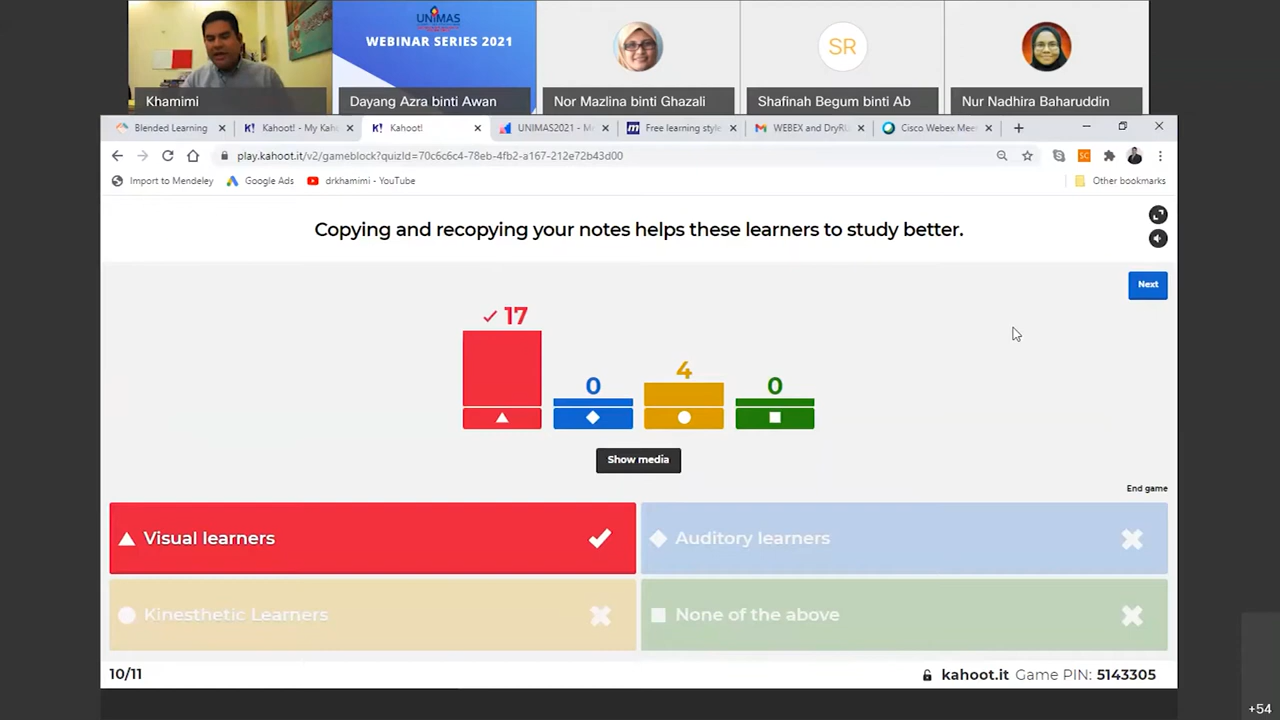 UNIMAS
WEBINAR SERIES 2021
SR
Khamimi
Dayang Azra binti Awan
Nor Mazlina binti Ghazali
Shafinah Begum binti Ab
Nur Nadhira Baharuddin
Blended Learning
Kahoot! - My Kah
Kahoot!
UNIMAS2021 - M
Free learning style
WEBEX and DryRU
Cisco Webex Mee
play.kahoot.it/v2/gameblock?quizId=70c6c6c4-78eb-4fb2-a167-212e72b43d00
Import to Mendeley
Google Ads
drkhamimi - YouTube
Other bookmarks
Copying and recopying your notes helps these learners to study better.
Next
17
0
4
0
Show media
End game
Visual learners
Auditory learners
Kinesthetic Learners
None of the above
10/11
kahoot.it Game PIN: 5143305
+54